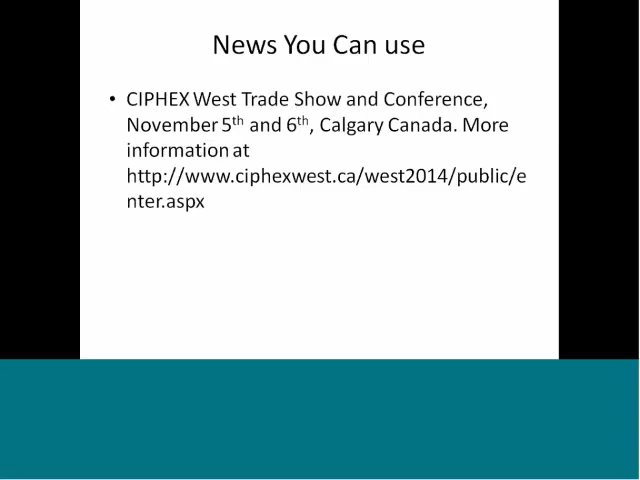 News You Can use
• CIPHEX West Trade Show and Conference,
November 5th and 6th, Calgary Canada. More
information at
http://www.ciphexwest.ca/west2014/public/e
nter.aspx